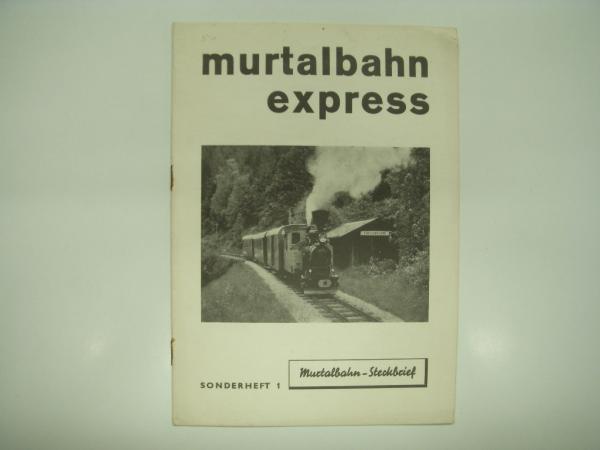 murtalbahn
express
SONDERHEFT 1
Murtalbahn-Steckbrief